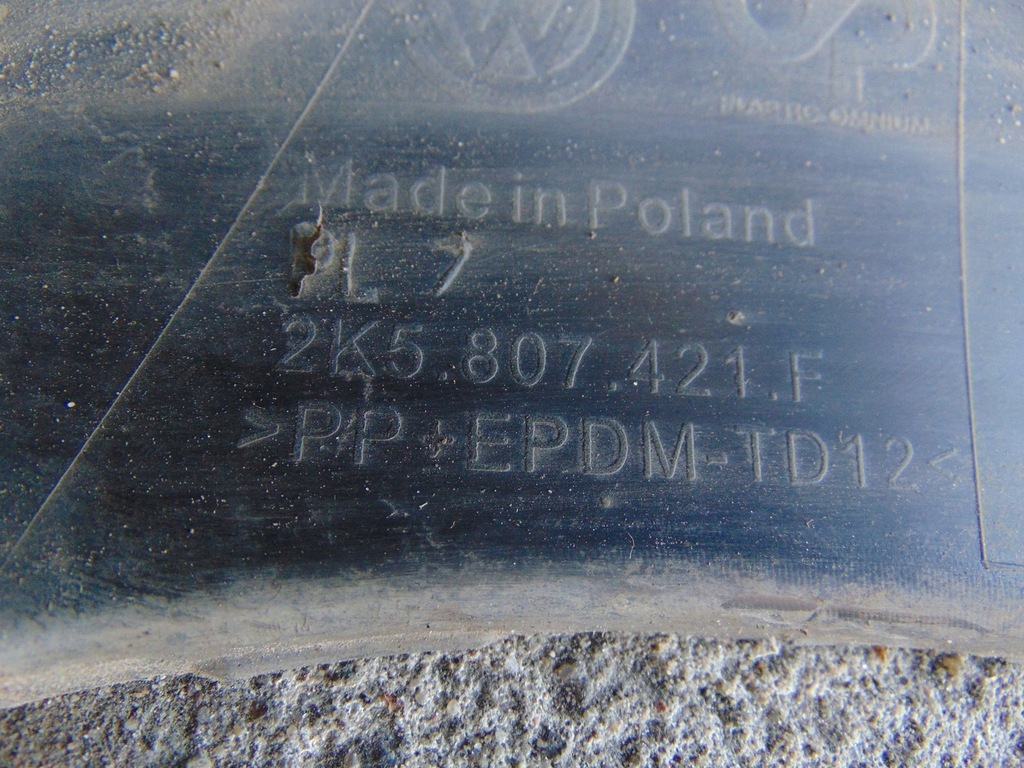 PLASTIC OMNIUM
Made in Poland
PL 7
2K5.807.421.F
>PP+EPDM-TD12<